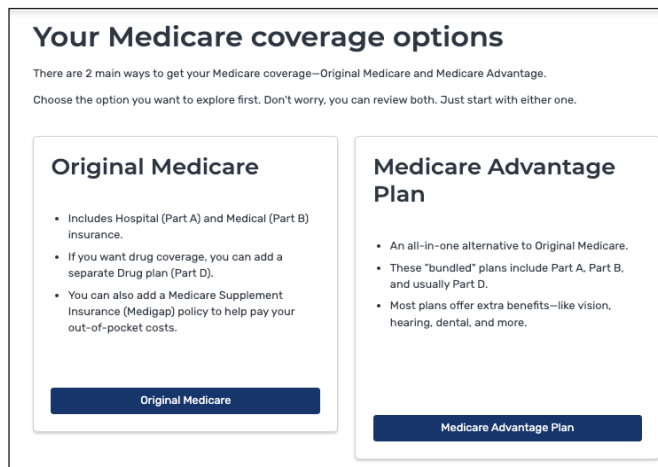 Your Medicare coverage options
There are 2 main ways to get your Medicare coverage—Original Medicare and Medicare Advantage.
Choose the option you want to explore first. Don't worry, you can review both. Just start with either one.
Original Medicare
• Includes Hospital (Part A) and Medical (Part B)
insurance.
• If you want drug coverage, you can add a
separate Drug plan (Part D).
• You can also add a Medicare Supplement
Insurance (Medigap) policy to help pay your
out-of-pocket costs.
Original Medicare
Medicare Advantage
Plan
• An all-in-one alternative to Original Medicare.
• These "bundled" plans include Part A, Part B,
and usually Part D.
• Most plans offer extra benefits—like vision,
hearing, dental, and more.
Medicare Advantage Plan